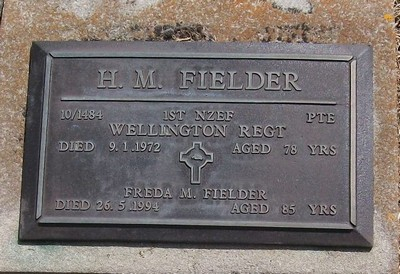 H. M. FIELDER
10/1484 1ST NZEF PTE
WELLINGTON REGT
DIED 9.1.1972 AGED 78 YRS
FREDA M. FIELDER
DIED 26.5.1994 AGED 85 YRS